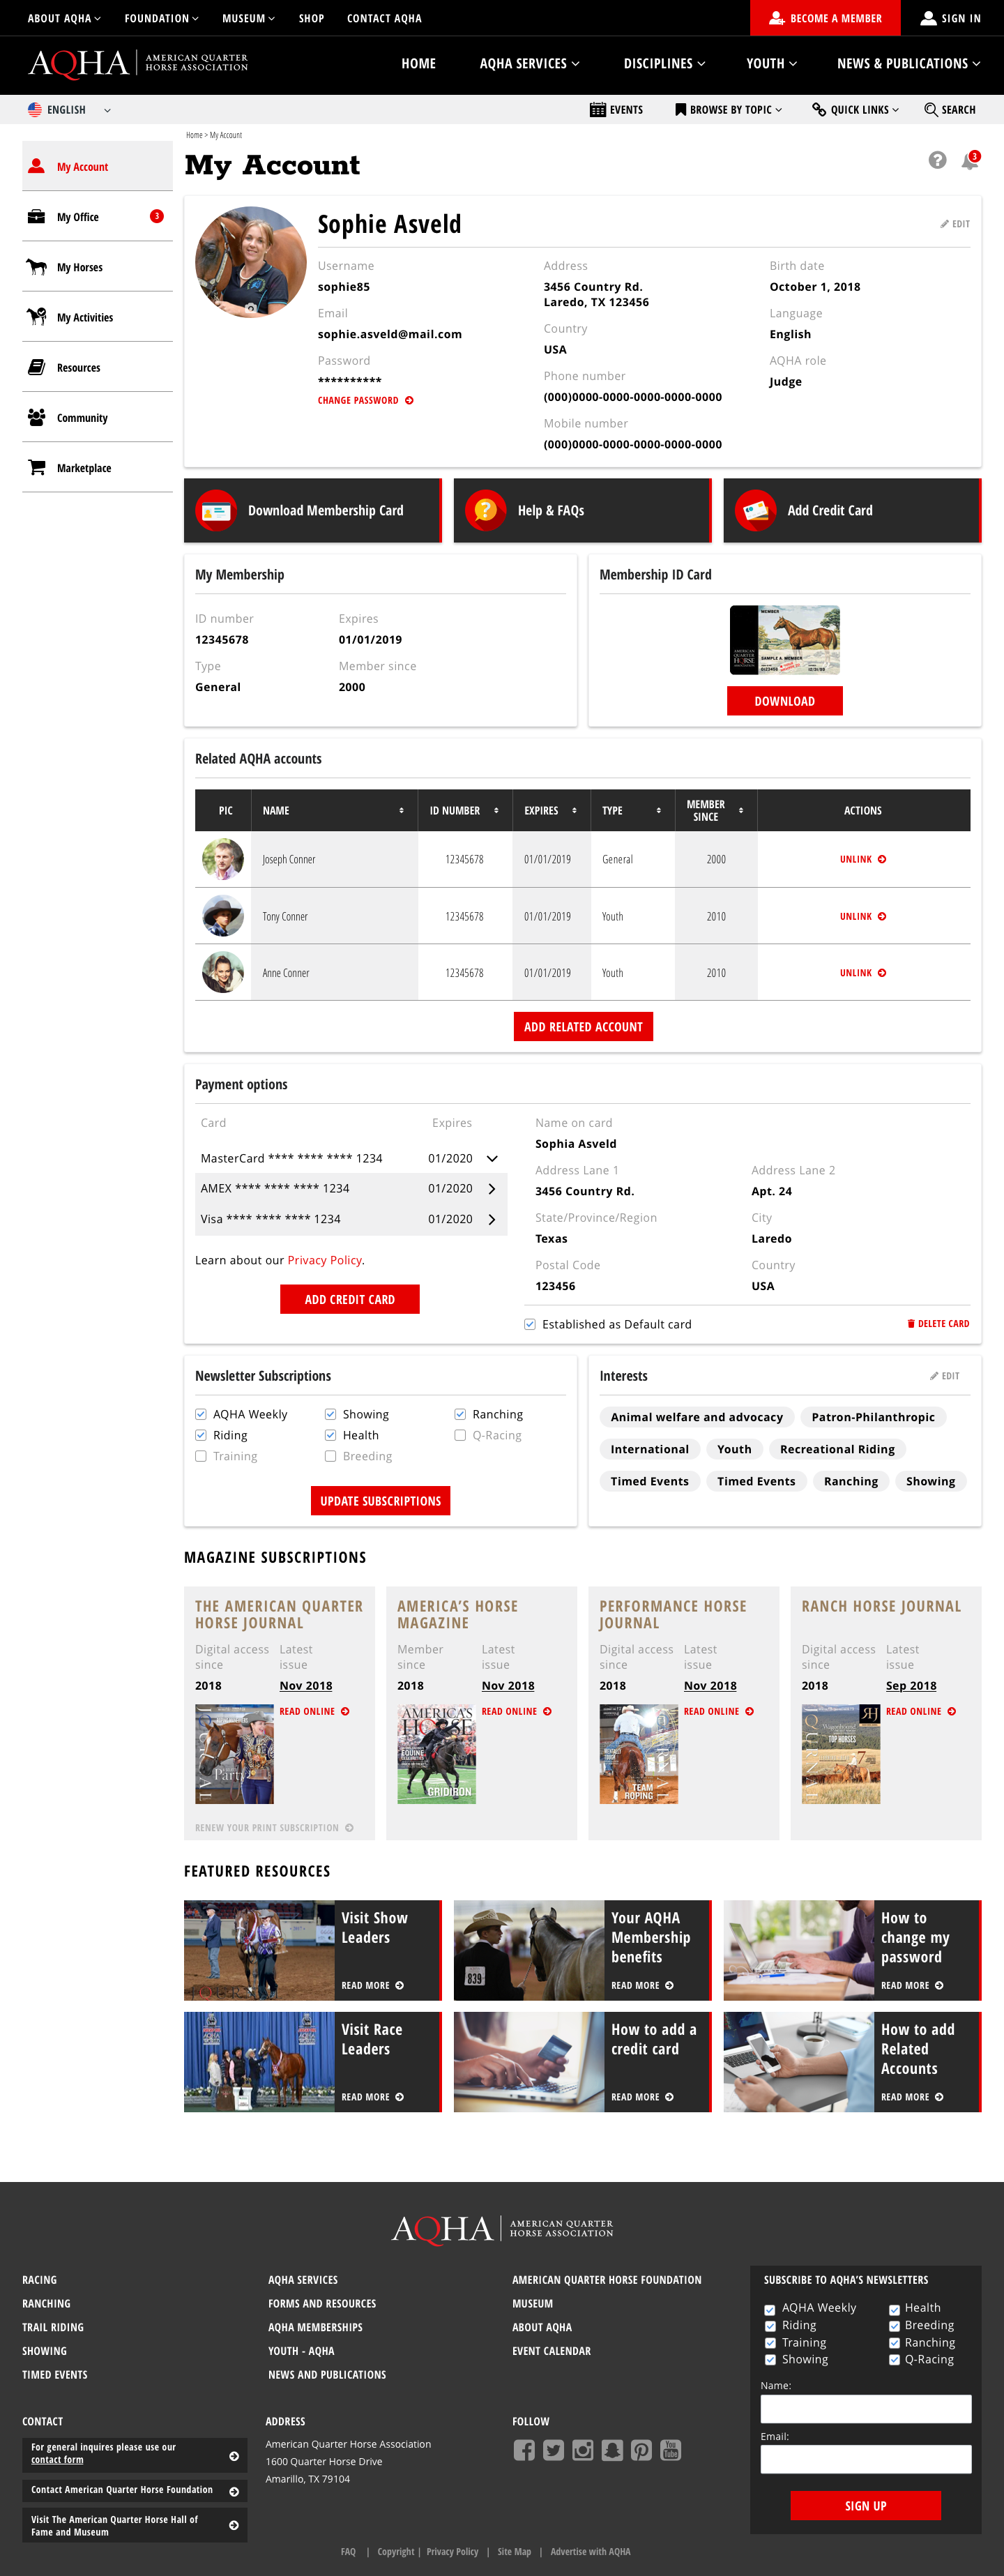 ABOUT AQHA FOUNDATION MUSEUM SHOP CONTACT AQHA BECOME A MEMBER SIGN IN
AQHA AMERICAN QUARTER HORSE ASSOCIATION HOME AQHA SERVICES DISCIPLINES YOUTH NEWS & PUBLICATIONS
ENGLISH EVENTS BROWSE BY TOPIC QUICK LINKS SEARCH
Home > My Account
My Account
3
My Account
My Office 3
My Horses
My Activities
Resources
Community
Marketplace
Sophie Asveld EDIT
Username
sophie85
Email
sophie.asveld@mail.com
Password
**********
CHANGE PASSWORD
Address
3456 Country Rd.
Laredo, TX 123456
Country
USA
Phone number
(000)0000-0000-0000-0000-0000
Mobile number
(000)0000-0000-0000-0000-0000
Birth date
October 1, 2018
Language
English
AQHA role
Judge
Download Membership Card Help & FAQs Add Credit Card
My Membership
ID number Expires
12345678 01/01/2019
Type Member since
General 2000
Membership ID Card
MEMBER
AMERICAN
QUARTER
HORSE
SAMPLE A. MEMBER
DOWNLOAD
Related AQHA accounts
PIC NAME ID NUMBER EXPIRES TYPE MEMBER SINCE ACTIONS
Joseph Conner 12345678 01/01/2019 General 2000 UNLINK
Tony Conner 12345678 01/01/2019 Youth 2010 UNLINK
Anne Conner 12345678 01/01/2019 Youth 2010 UNLINK
ADD RELATED ACCOUNT
Payment options
Card Expires
MasterCard **** **** **** 1234 01/2020
AMEX **** **** **** 1234 01/2020
Visa **** **** **** 1234 01/2020
Learn about our Privacy Policy.
ADD CREDIT CARD
Name on card
Sophia Asveld
Address Lane 1 Address Lane 2
3456 Country Rd. Apt. 24
State/Province/Region City
Texas Laredo
Postal Code Country
123456 USA
Established as Default card DELETE CARD
Newsletter Subscriptions
AQHA Weekly Showing Ranching
Riding Health Q-Racing
Training Breeding
UPDATE SUBSCRIPTIONS
Interests EDIT
Animal welfare and advocacy Patron-Philanthropic
International Youth Recreational Riding
Timed Events Timed Events Ranching Showing
MAGAZINE SUBSCRIPTIONS
THE AMERICAN QUARTER
HORSE JOURNAL
Digital access since Latest issue
2018 Nov 2018
READ ONLINE
Party
RENEW YOUR PRINT SUBSCRIPTION
AMERICA'S HORSE
MAGAZINE
Member since Latest issue
2018 Nov 2018
READ ONLINE
AMERICA'S
HORSE
EQUINE
GRIDIRON
PERFORMANCE HORSE
JOURNAL
Digital access since Latest issue
2018 Nov 2018
READ ONLINE
TEAM
ROPING
RANCH HORSE JOURNAL
Digital access since Latest issue
2018 Sep 2018
READ ONLINE
RHJ
TOP HORSES
7
FEATURED RESOURCES
Visit Show
Leaders
READ MORE
839
Your AQHA
Membership
benefits
READ MORE
How to
change my
password
READ MORE
Visit Race
Leaders
READ MORE
How to add a
credit card
READ MORE
How to add
Related
Accounts
READ MORE
AQHA AMERICAN QUARTER HORSE ASSOCIATION
RACING
RANCHING
TRAIL RIDING
SHOWING
TIMED EVENTS
AQHA SERVICES
FORMS AND RESOURCES
AQHA MEMBERSHIPS
YOUTH - AQHA
NEWS AND PUBLICATIONS
AMERICAN QUARTER HORSE FOUNDATION
MUSEUM
ABOUT AQHA
EVENT CALENDAR
SUBSCRIBE TO AQHA'S NEWSLETTERS
AQHA Weekly Health
Riding Breeding
Training Ranching
Showing Q-Racing
Name:
Email:
SIGN UP
CONTACT
For general inquires please use our
contact form
Contact American Quarter Horse Foundation
Visit The American Quarter Horse Hall of
Fame and Museum
ADDRESS
American Quarter Horse Association
1600 Quarter Horse Drive
Amarillo, TX 79104
FOLLOW
You Tube
FAQ | Copyright | Privacy Policy | Site Map | Advertise with AQHA